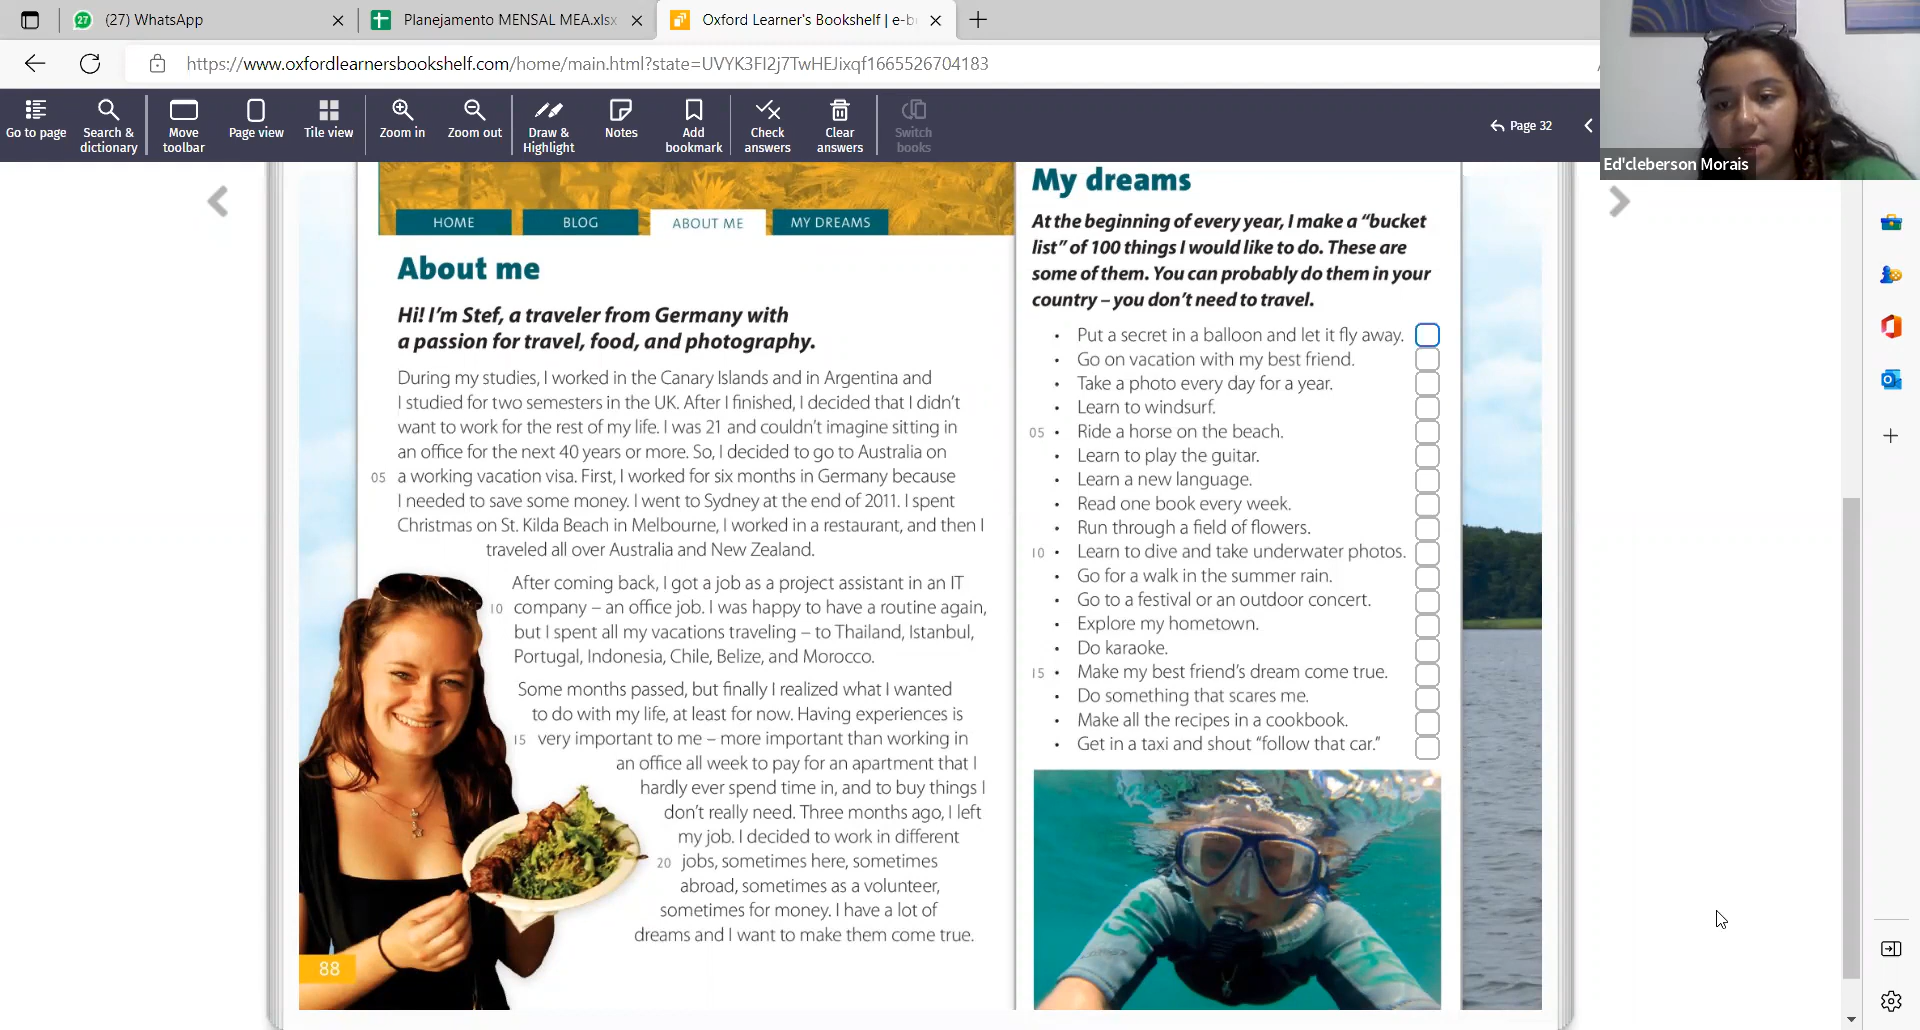 27
(27) WhatsApp
Planejamento MENSAL MEA.xlsx
Oxford Learner's Bookshelf | e-b
https://www.oxfordlearnersbookshelf.com/home/main.html?state=UVYK3FI2j7TwHEJixqf1665526704183
Go to page
Search & dictionary
Move toolbar
Page view
Tile view
Zoom in
Zoom out
Draw & Highlight
Notes
Add bookmark
Check answers
Clear answers
Switch books
Page 32
Ed'cleberson Morais
HOME
BLOG
ABOUT ME
MY DREAMS
About me
Hi! I'm Stef, a traveler from Germany with
a passion for travel, food, and photography.
During my studies, I worked in the Canary Islands and in Argentina and
I studied for two semesters in the UK. After I finished, I decided that I didn't
want to work for the rest of my life. I was 21 and couldn't imagine sitting in
an office for the next 40 years or more. So, I decided to go to Australia on
05 a working vacation visa. First, I worked for six months in Germany because
I needed to save some money. I went to Sydney at the end of 2011. I spent
Christmas on St. Kilda Beach in Melbourne, I worked in a restaurant, and then I
traveled all over Australia and New Zealand.
After coming back, I got a job as a project assistant in an IT
10 company – an office job. I was happy to have a routine again,
but I spent all my vacations traveling – to Thailand, Istanbul,
Portugal, Indonesia, Chile, Belize, and Morocco.
Some months passed, but finally I realized what I wanted
to do with my life, at least for now. Having experiences is
15 very important to me – more important than working in
an office all week to pay for an apartment that I
hardly ever spend time in, and to buy things I
don't really need. Three months ago, I left
my job. I decided to work in different
20 jobs, sometimes here, sometimes
abroad, sometimes as a volunteer,
sometimes for money. I have a lot of
dreams and I want to make them come true.
88
My dreams
At the beginning of every year, I make a "bucket
list" of 100 things I would like to do. These are
some of them. You can probably do them in your
country – you don't need to travel.
• Put a secret in a balloon and let it fly away.
• Go on vacation with my best friend.
• Take a photo every day for a year.
• Learn to windsurf.
05 • Ride a horse on the beach.
• Learn to play the guitar.
• Learn a new language.
• Read one book every week.
• Run through a field of flowers.
10 • Learn to dive and take underwater photos.
• Go for a walk in the summer rain.
• Go to a festival or an outdoor concert.
• Explore my hometown.
• Do karaoke.
15 • Make my best friend's dream come true.
• Do something that scares me.
• Make all the recipes in a cookbook.
• Get in a taxi and shout "follow that car."